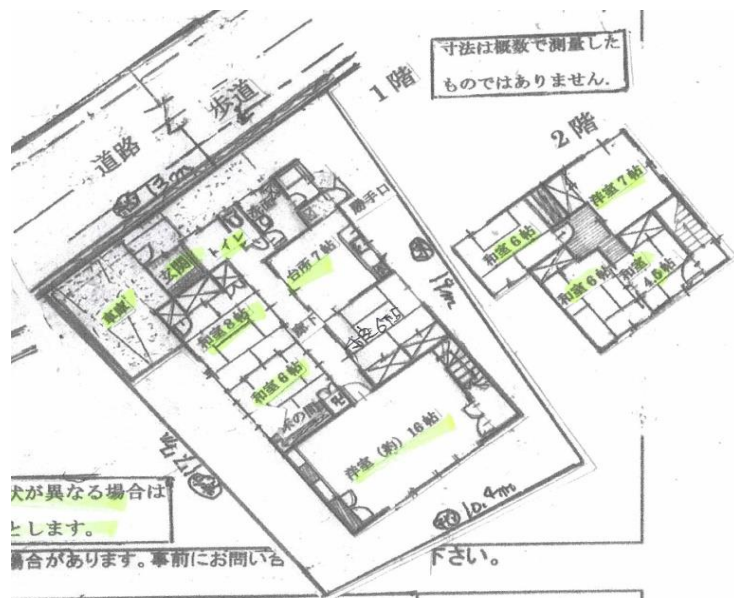 寸法は概数で測量した
ものではありません.
1階
2階
歩道
道路
13m
玄関
トイレ
勝手口
台所7帖
車庫
和室8帖
廊下
19m
和室6帖
床の間
洋室(約)16帖
10.4m
洋室7帖
和室6帖
和室6帖
和室
4.5帖
状が異なる場合は
とします。
場合があります。事前にお問い合
下さい。